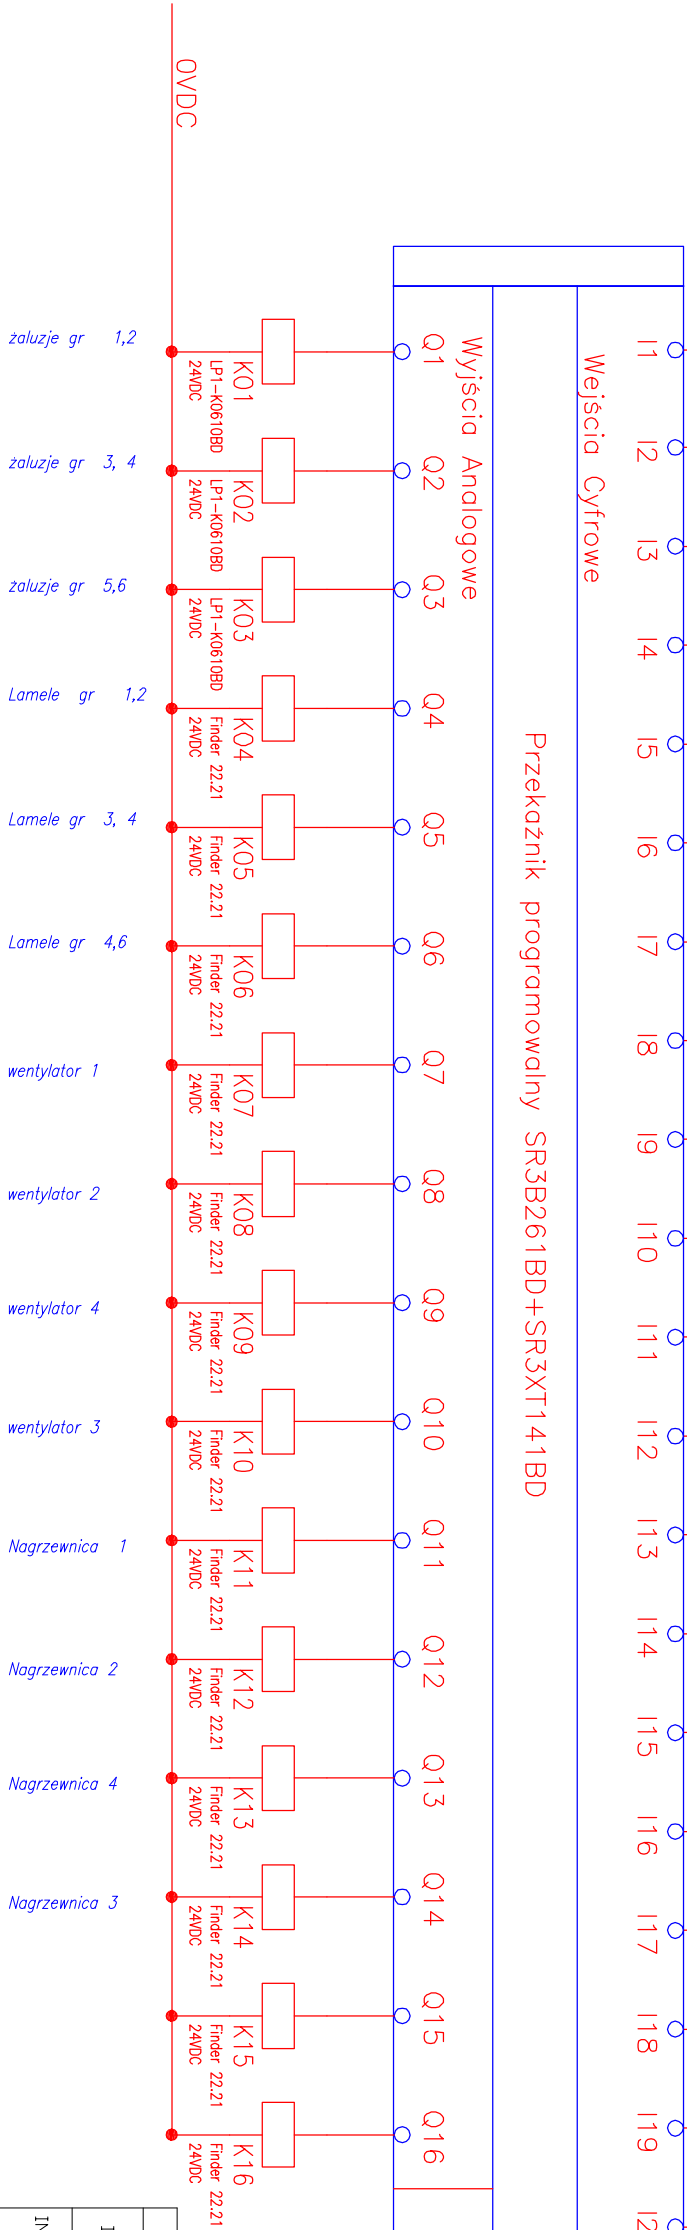 I1
I2
I3
I4
I5
I6
I7
I8
I9
I10
I11
I12
I13
I14
I15
I16
I17
I18
I19
Wejścia Cyfrowe
Przekaźnik programowalny SR3B261BD+SR3XT141BD
Wyjścia Analogowe
Q1
Q2
Q3
Q4
Q5
Q6
Q7
Q8
Q9
Q10
Q11
Q12
Q13
Q14
Q15
Q16
K01
LP1-K0610BD
24VDC
K02
LP1-K0610BD
24VDC
K03
LP1-K0610BD
24VDC
K04
Finder 22.21
24VDC
K05
Finder 22.21
24VDC
K06
Finder 22.21
24VDC
K07
Finder 22.21
24VDC
K08
Finder 22.21
24VDC
K09
Finder 22.21
24VDC
K10
Finder 22.21
24VDC
K11
Finder 22.21
24VDC
K12
Finder 22.21
24VDC
K13
Finder 22.21
24VDC
K14
Finder 22.21
24VDC
K15
Finder 22.21
24VDC
K16
Finder 22.21
24VDC
0VDC
żaluzje gr 1,2
żaluzje gr 3, 4
żaluzje gr 5,6
Lamele gr 1,2
Lamele gr 3, 4
Lamele gr 4,6
wentylator 1
wentylator 2
wentylator 4
wentylator 3
Nagrzewnica 1
Nagrzewnica 2
Nagrzewnica 4
Nagrzewnica 3